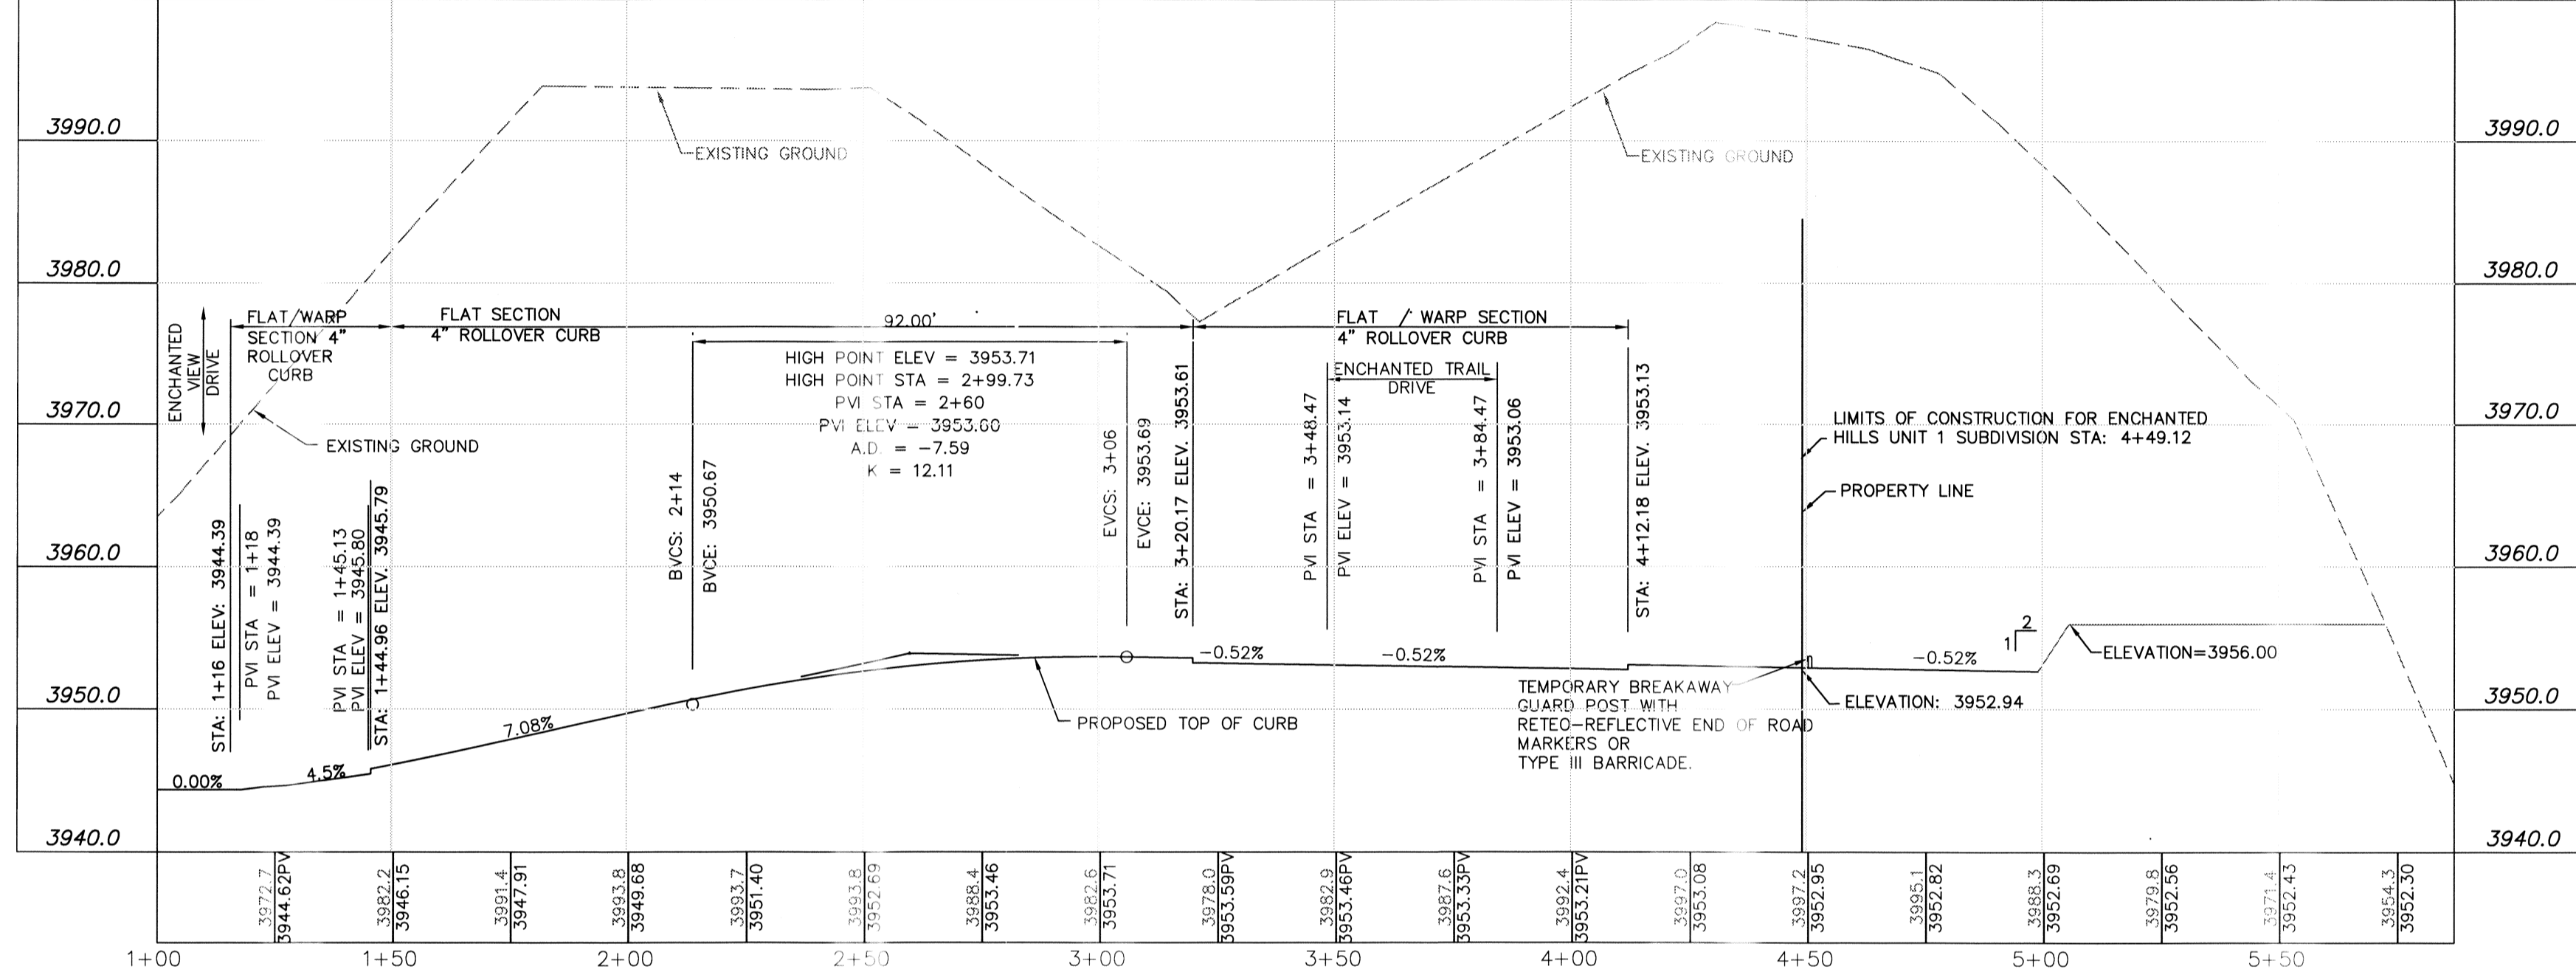 3990.0
3990.0
EXISTING GROUND
EXISTING GROUND
3980.0
3980.0
ENCHANTED
VIEW
DRIVE
FLAT/WARP
SECTION 4"
ROLLOVER
CURB
FLAT SECTION
4" ROLLOVER CURB
92.00'
HIGH POINT ELEV = 3953.71
HIGH POINT STA = 2+99.73
PVI STA = 2+60
PVI ELEV = 3953.60
A.D. = -7.59
K = 12.11
FLAT / WARP SECTION
4" ROLLOVER CURB
ENCHANTED TRAIL
DRIVE
3970.0
3970.0
EXISTING GROUND
LIMITS OF CONSTRUCTION FOR ENCHANTED
HILLS UNIT 1 SUBDIVISION STA: 4+49.12
PROPERTY LINE
STA: 1+16 ELEV: 3944.39
PVI STA = 1+18
PVI ELEV = 3944.39
PVI STA = 1+45.13
PVI ELEV = 3945.80
STA: 1+44.96 ELEV. 3945.79
BVCS: 2+14
BVCE: 3950.67
EVCS: 3+06
EVCE: 3953.69
STA: 3+20.17 ELEV. 3953.61
PVI STA = 3+48.47
PVI ELEV = 3953.14
PVI STA = 3+84.47
PVI ELEV = 3953.06
STA: 4+12.18 ELEV. 3953.13
3960.0
3960.0
2
1
ELEVATION=3956.00
-0.52%
-0.52%
-0.52%
3950.0
3950.0
TEMPORARY BREAKAWAY
GUARD POST WITH
RETEO-REFLECTIVE END OF ROAD
MARKERS OR
TYPE III BARRICADE.
ELEVATION: 3952.94
PROPOSED TOP OF CURB
7.08%
4.5%
0.00%
3940.0
3940.0
3972.7
3944.62PV
3982.2
3946.15
3991.4
3947.91
3993.8
3949.68
3993.7
3951.40
3993.8
3952.69
3988.4
3953.46
3982.6
3953.71
3978.0
3953.59PV
3982.9
3953.46PV
3987.6
3953.33PV
3992.4
3953.21PV
3997.0
3953.08
3997.2
3952.95
3995.1
3952.82
3988.3
3952.69
3979.8
3952.56
3971.4
3952.43
3954.3
3952.30
1+00
1+50
2+00
2+50
3+00
3+50
4+00
4+50
5+00
5+50